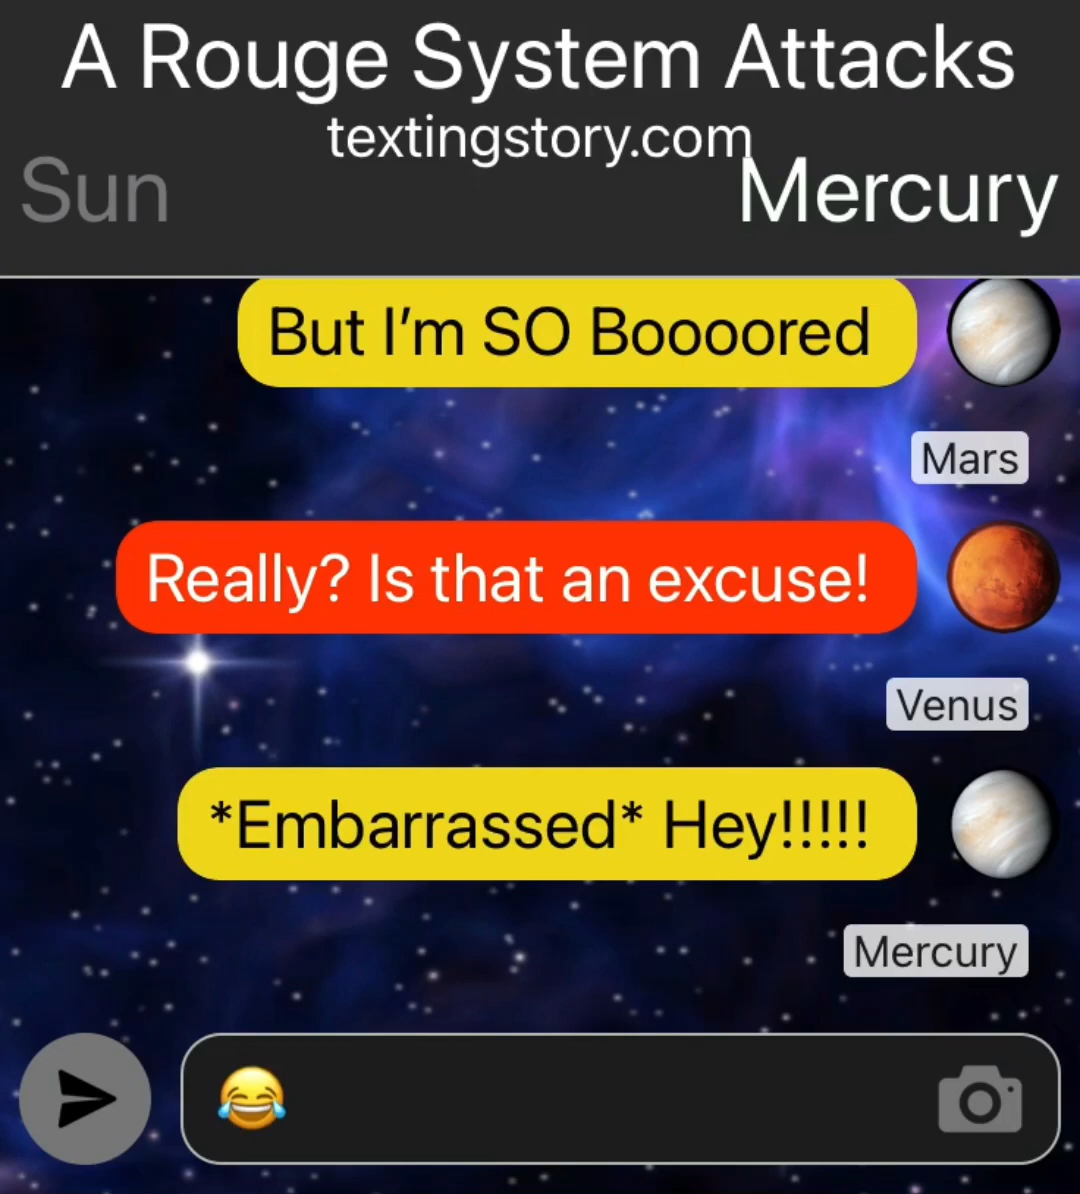 A Rouge System Attacks
textingstory.com
Sun
Mercury
But I’m SO Boooored
Mars
Really? Is that an excuse!
Venus
*Embarrassed* Hey!!!!!
Mercury
😂